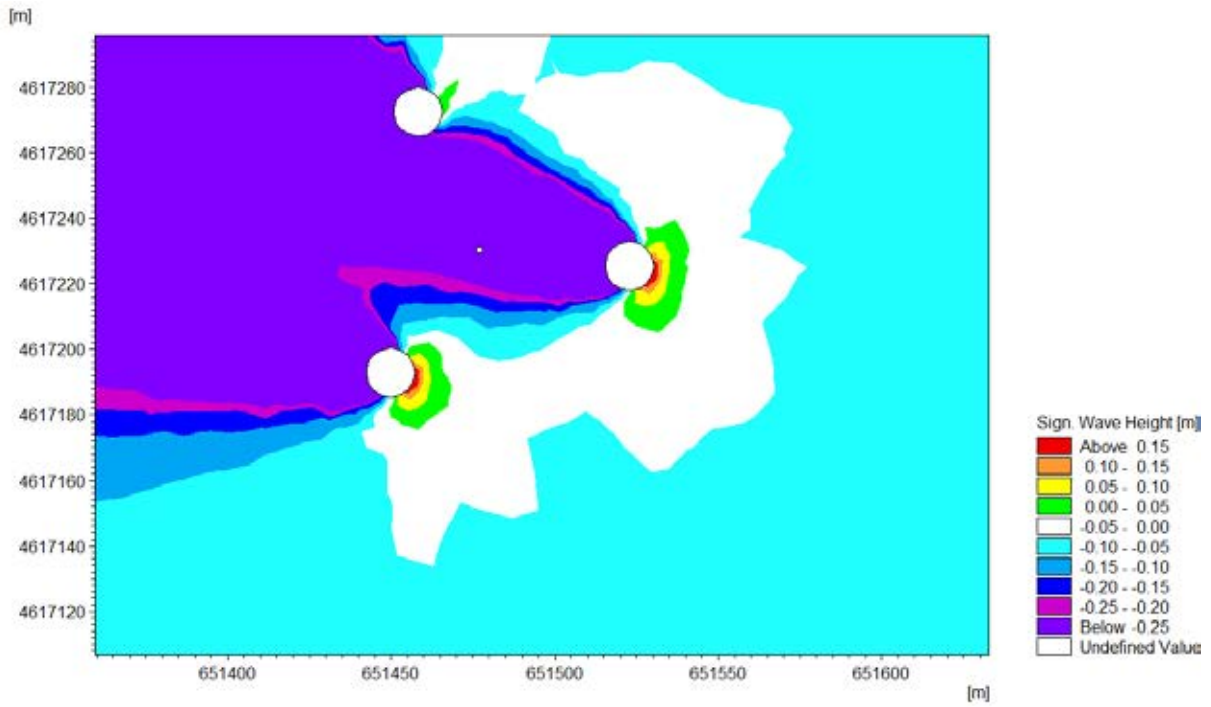 [m]
4617280
4617260
4617240
4617220
4617200
4617180
4617160
4617140
4617120
651400 651450 651500 651550 651600
[m]
Sign. Wave Height [m]
Above 0.15
0.10 - 0.15
0.05 - 0.10
0.00 - 0.05
-0.05 - 0.00
-0.10 - -0.05
-0.15 - -0.10
-0.20 - -0.15
-0.25 - -0.20
Below -0.25
Undefined Value